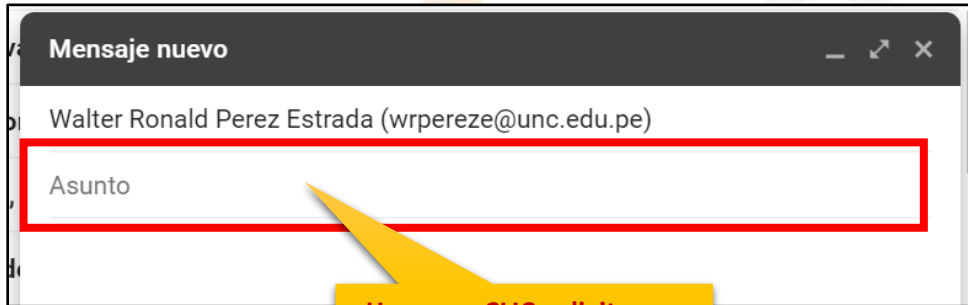 Mensaje nuevo
Walter Ronald Perez Estrada (wrpereze@unc.edu.pe)
Asunto